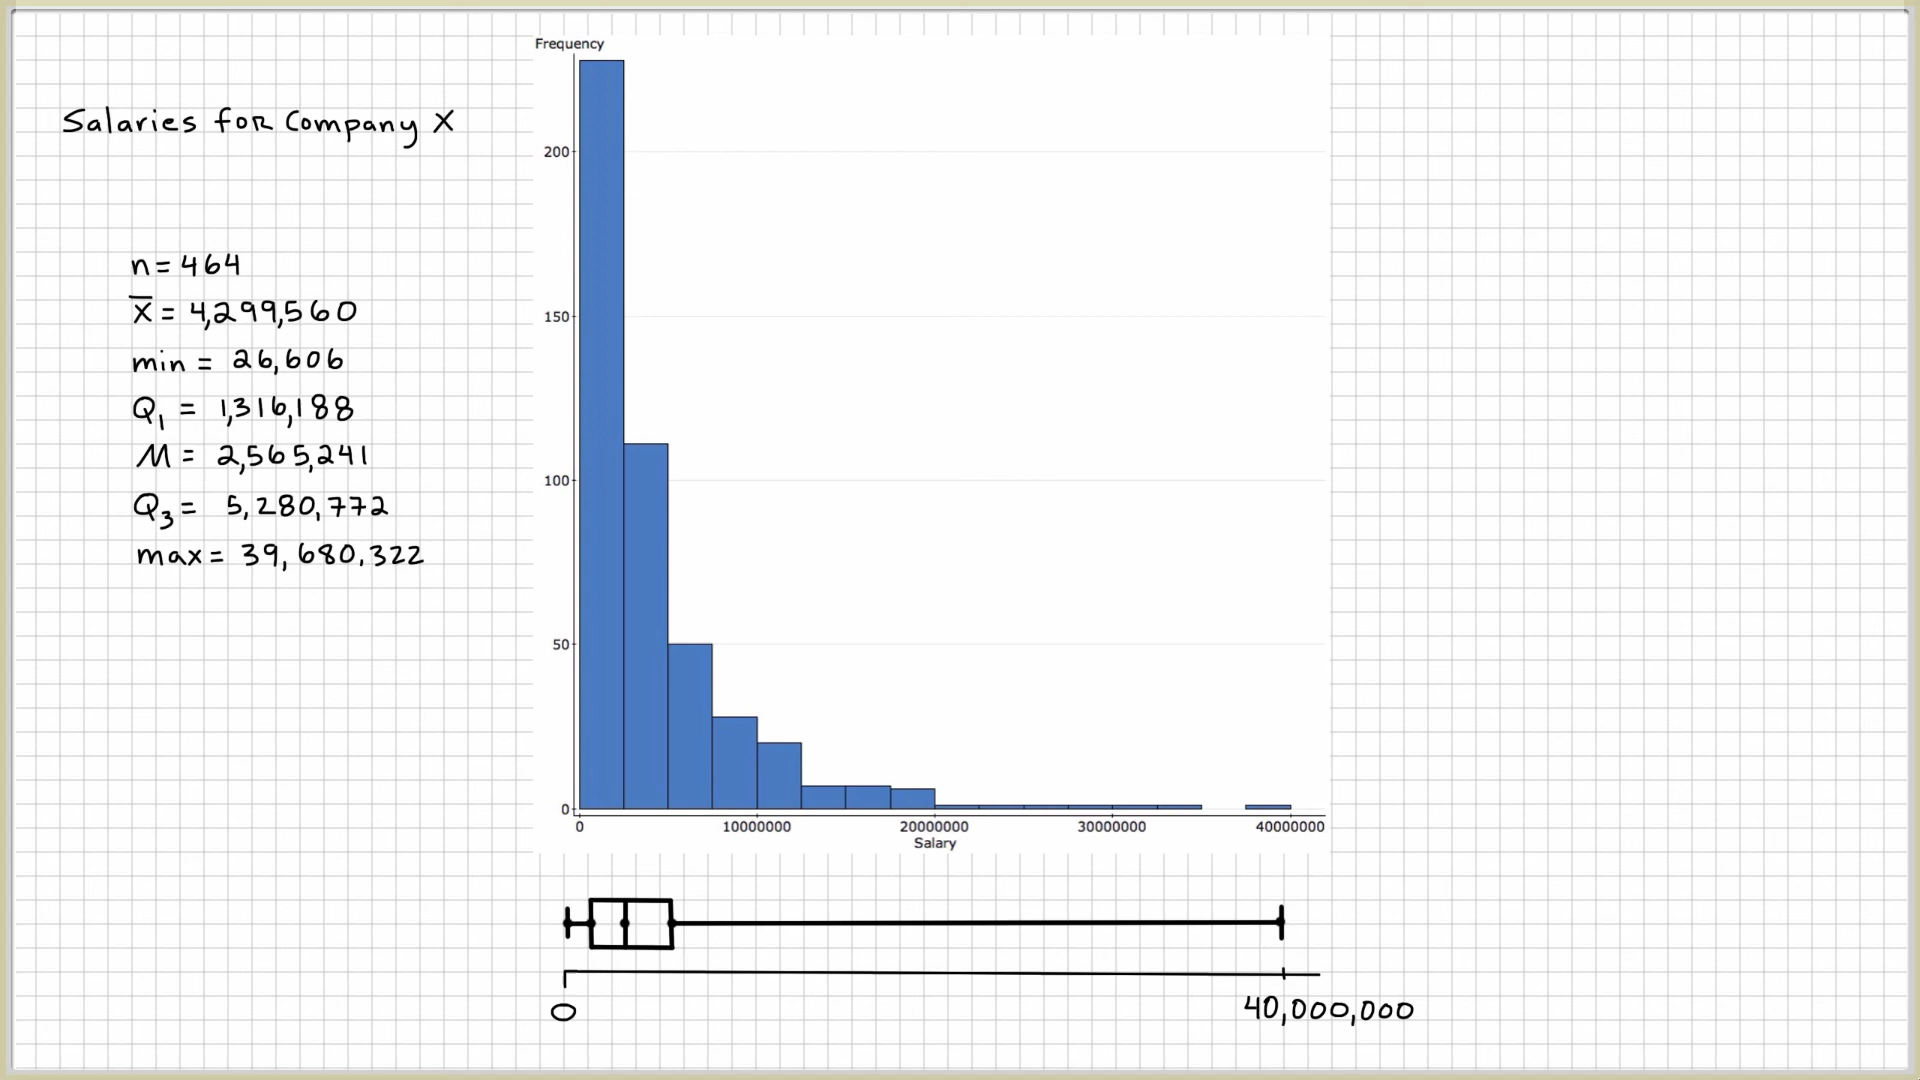 Frequency
Salaries for Company X
200
n = 464
x̄ = 4,299,560
150
min = 26,606
Q₁ = 1,316,188
M = 2,565,241
100
Q₃ = 5,280,772
max = 39,680,322
50
0
0 10000000 20000000 30000000 40000000
Salary
0 40,000,000